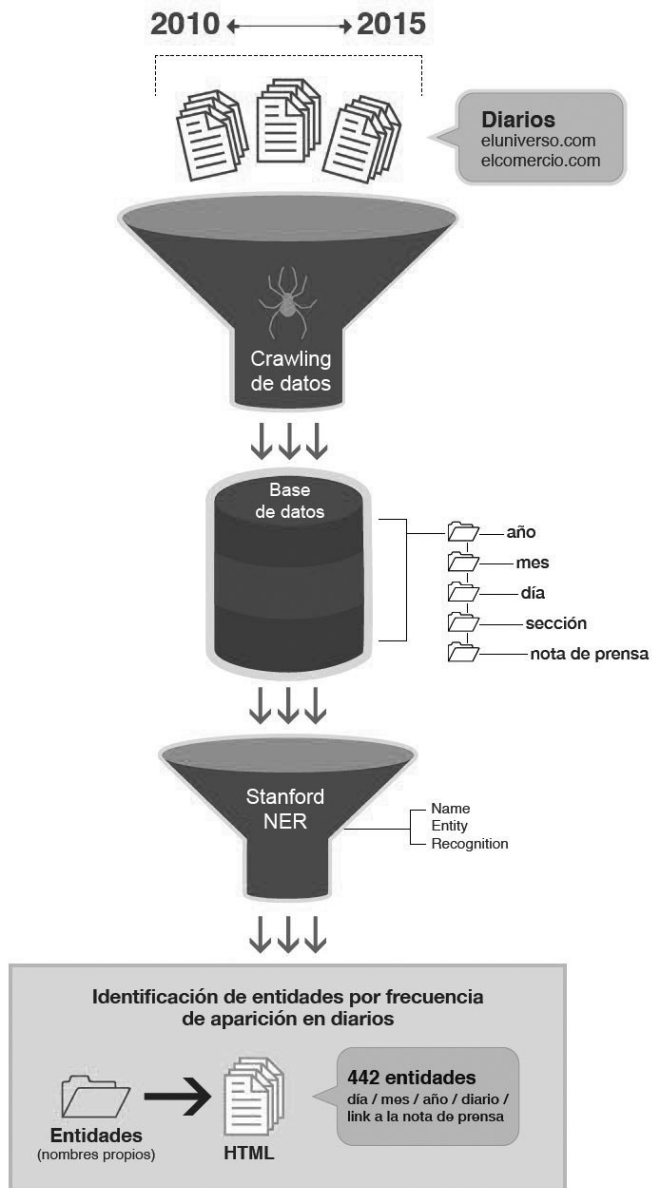 2010 2015
Diarios
eluniverso.com
elcomercio.com
Crawling
de datos
Base
de datos
año
mes
día
sección
nota de prensa
Stanford
NER
Name
Entity
Recognition
Identificación de entidades por frecuencia
de aparición en diarios
Entidades
(nombres propios)
HTML
442 entidades
día / mes / año / diario /
link a la nota de prensa